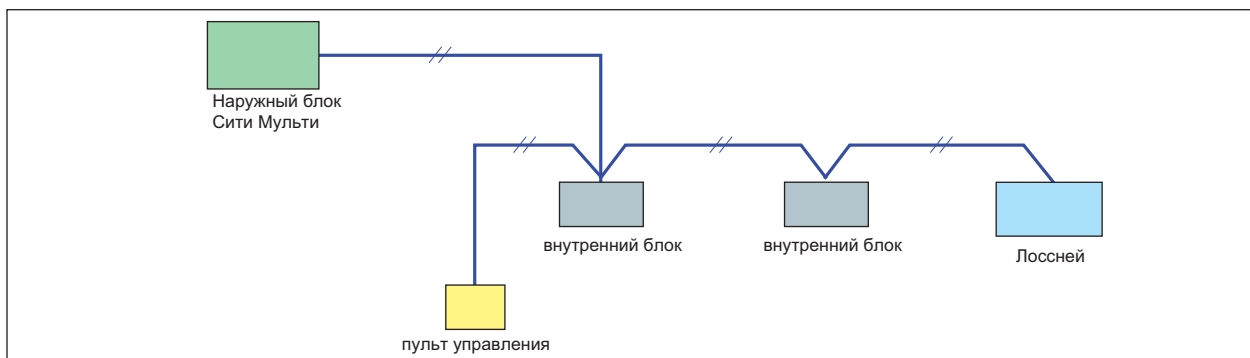 Наружный блок
Сити Мульти
внутренний блок
внутренний блок
Лоссней
пульт управления